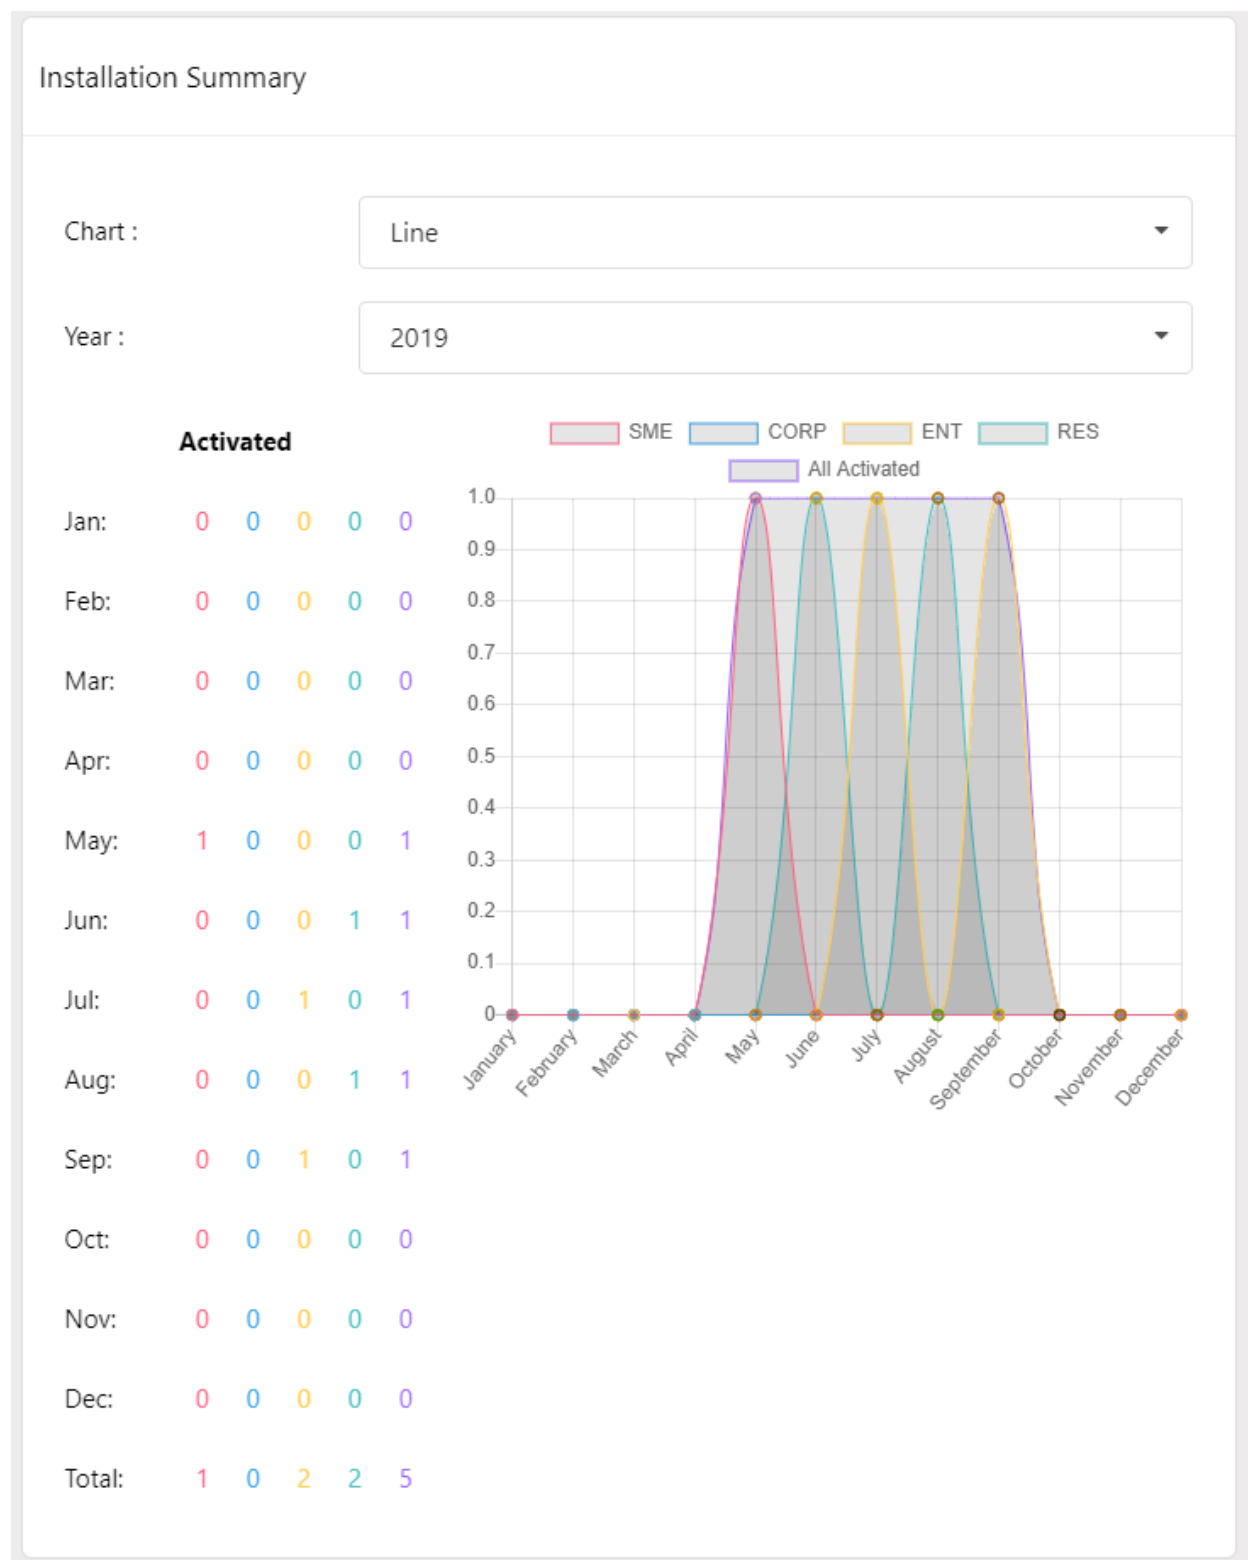 Installation Summary
Chart :
Line
Year :
2019
Activated
Jan: 0 0 0 0 0
Feb: 0 0 0 0 0
Mar: 0 0 0 0 0
Apr: 0 0 0 0 0
May: 1 0 0 0 1
Jun: 0 0 0 1 1
Jul: 0 0 1 0 1
Aug: 0 0 0 1 1
Sep: 0 0 1 0 1
Oct: 0 0 0 0 0
Nov: 0 0 0 0 0
Dec: 0 0 0 0 0
Total: 1 0 2 2 5
SME CORP ENT RES
All Activated
1.0
0.9
0.8
0.7
0.6
0.5
0.4
0.3
0.2
0.1
0
January
February
March
April
May
June
July
August
September
October
November
December